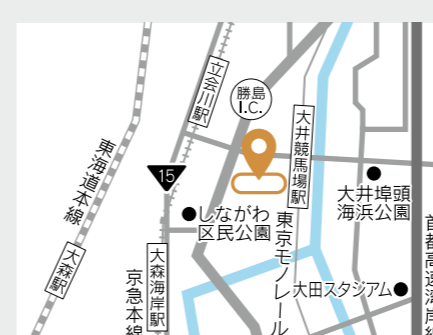 立会川駅
勝島
I.C.
大井競馬場駅
東海道本線
15
しながわ
区民公園
大井埠頭
海浜公園
大森駅
大森海岸駅
京急本線
東京モノレール
大田スタジアム
首都高速湾岸線